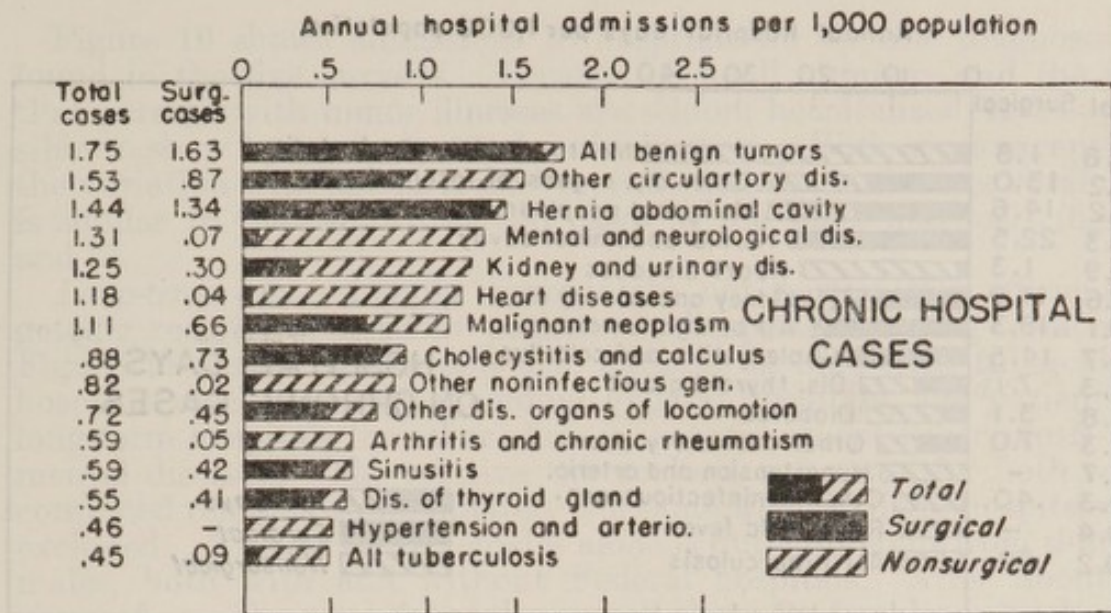 Annual hospital admissions per 1,000 population
0 .5 1.0 1.5 2.0 2.5
Total cases Surg. cases
1.75 1.63 All benign tumors
1.53 .87 Other circulartory dis.
1.44 1.34 Hernia abdominal cavity
1.31 .07 Mental and neurological dis.
1.25 .30 Kidney and urinary dis.
1.18 .04 Heart diseases
1.11 .66 Malignant neoplasm
.88 .73 Cholecystitis and calculus
.82 .02 Other noninfectious gen.
.72 .45 Other dis. organs of locomotion
.59 .05 Arthritis and chronic rheumatism
.59 .42 Sinusitis
.55 .41 Dis. of thyroid gland
.46 - Hypertension and arterio.
.45 .09 All tuberculosis
CHRONIC HOSPITAL
CASES
Total
Surgical
Nonsurgical